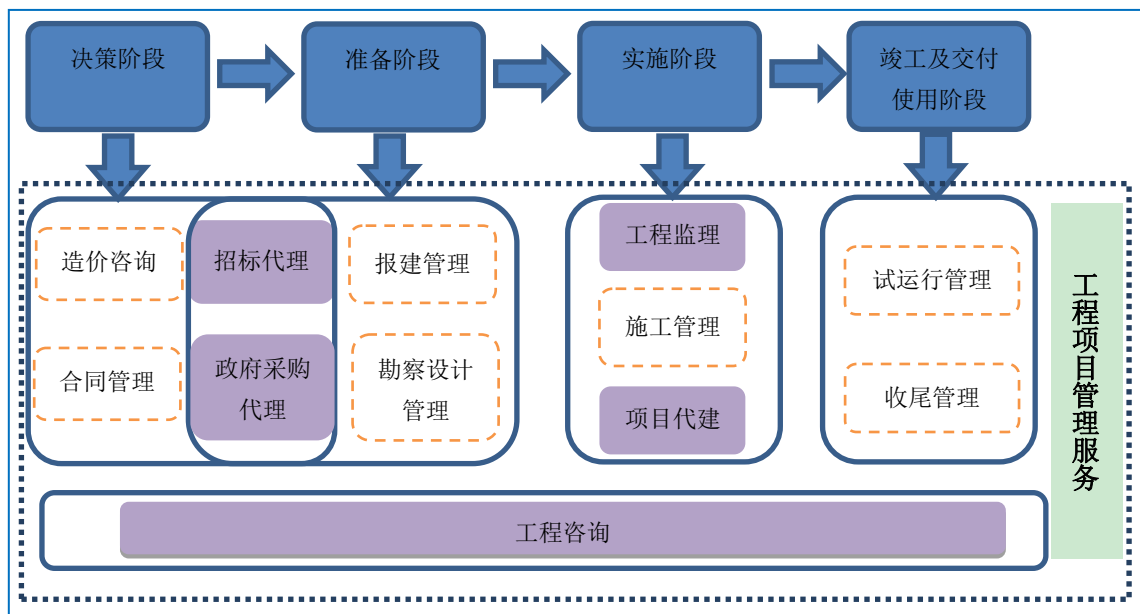 决策阶段
准备阶段
实施阶段
竣工及交付
使用阶段
造价咨询
合同管理
招标代理
政府采购
代理
报建管理
勘察设计
管理
工程监理
施工管理
项目代建
试运行管理
收尾管理
工程项目管理服务
工程咨询